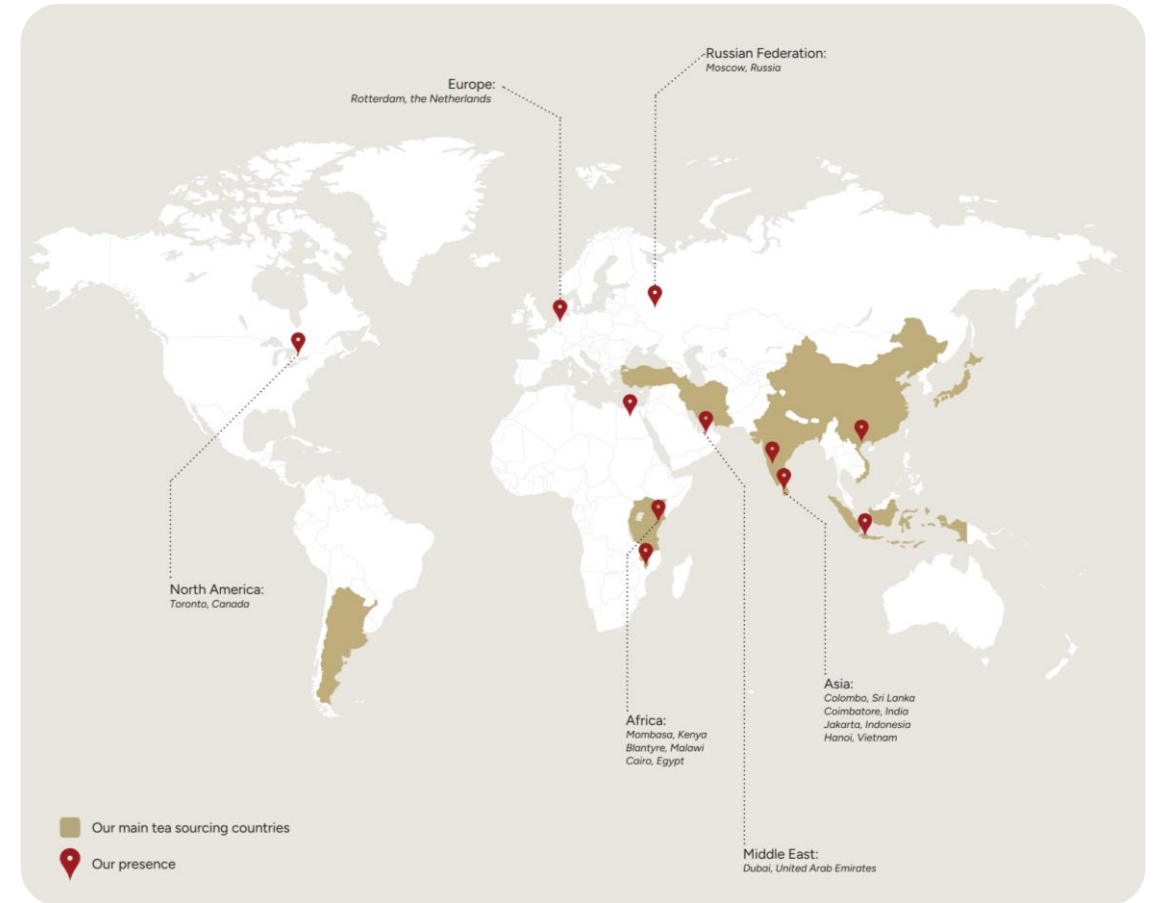 Russian Federation:
Moscow, Russia
Europe:
Rotterdam, the Netherlands
North America:
Toronto, Canada
Asia:
Colombo, Sri Lanka
Coimbatore, India
Jakarta, Indonesia
Hanoi, Vietnam
Africa:
Mombasa, Kenya
Blantyre, Malawi
Cairo, Egypt
Middle East:
Dubai, United Arab Emirates
Our main tea sourcing countries
Our presence